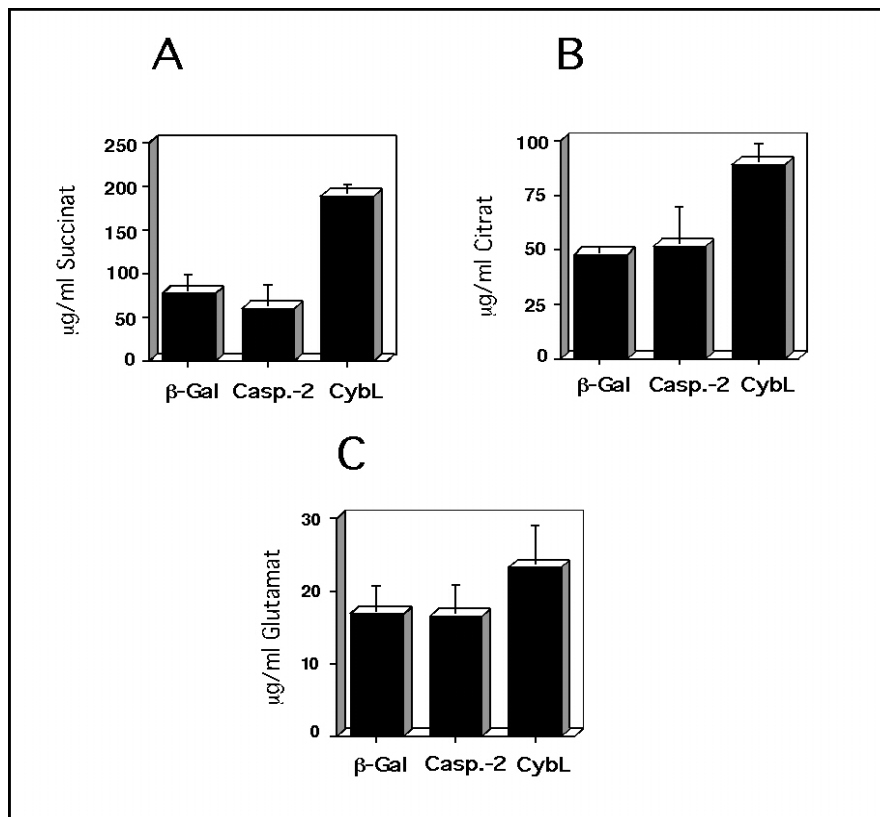 A
250
200
150
100
50
0
µg/ml Succinat
β-Gal Casp.-2 CybL
B
100
75
50
25
0
µg/ml Citrat
β-Gal Casp.-2 CybL
C
30
20
10
0
µg/ml Glutamat
β-Gal Casp.-2 CybL